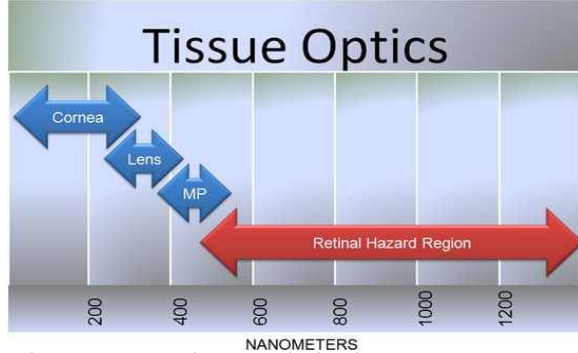 Tissue Optics
Cornea
Lens
MP
Retinal Hazard Region
200 400 600 800 1000 1200
NANOMETERS